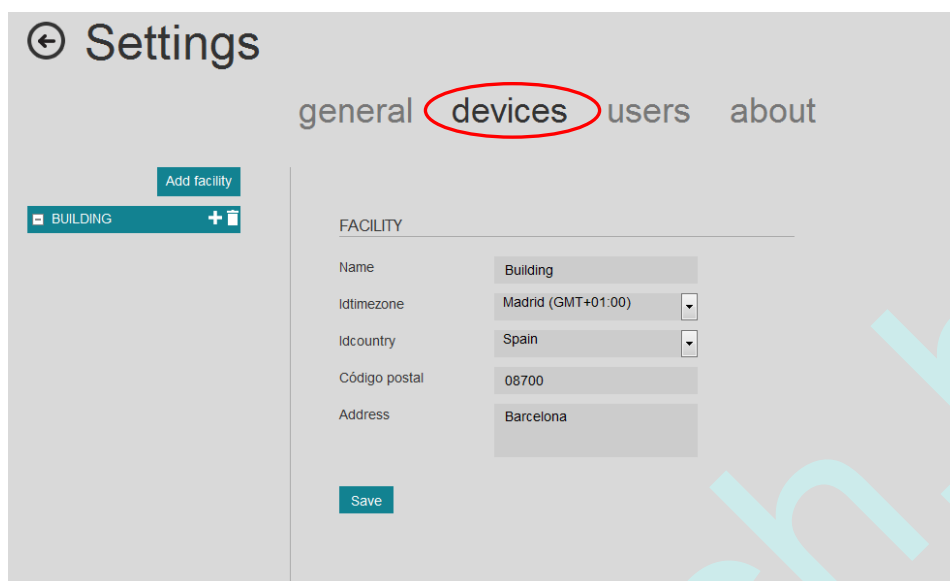 Settings
general devices users about
Add facility
BUILDING
FACILITY
Name Building
Idtimezone Madrid (GMT+01:00)
Idcountry Spain
Código postal 08700
Address Barcelona
Save